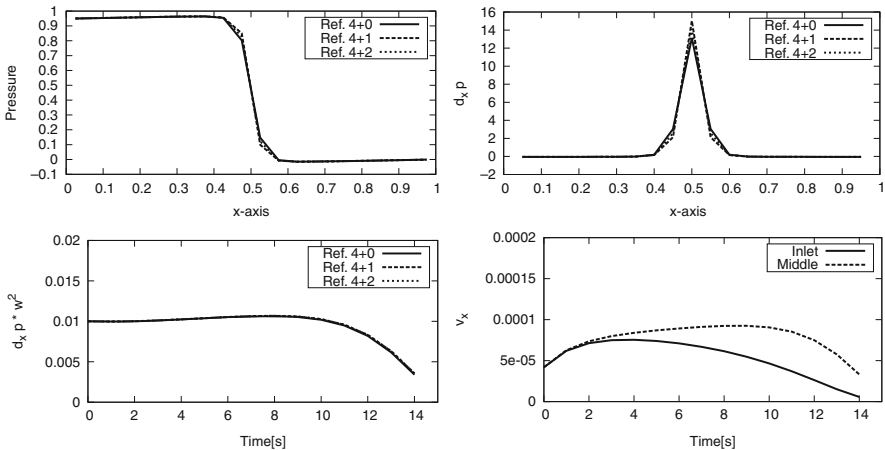 1
0.9
0.8
0.7
0.6
0.5
0.4
0.3
0.2
0.1
0
–0.1
Pressure
Ref. 4+0
Ref. 4+1
Ref. 4+2
0 0.1 0.2 0.3 0.4 0.5 0.6 0.7 0.8 0.9 1
x-axis
16
14
12
10
8
6
4
2
0
–2
dₓ p
Ref. 4+0
Ref. 4+1
Ref. 4+2
0 0.1 0.2 0.3 0.4 0.5 0.6 0.7 0.8 0.9 1
x-axis
0.02
0.015
0.01
0.005
0
dₓ p * w²
Ref. 4+0
Ref. 4+1
Ref. 4+2
0 2 4 6 8 10 12 14
Time[s]
0.0002
0.00015
0.0001
5e-05
0
vₓ
Inlet
Middle
0 2 4 6 8 10 12 14
Time[s]